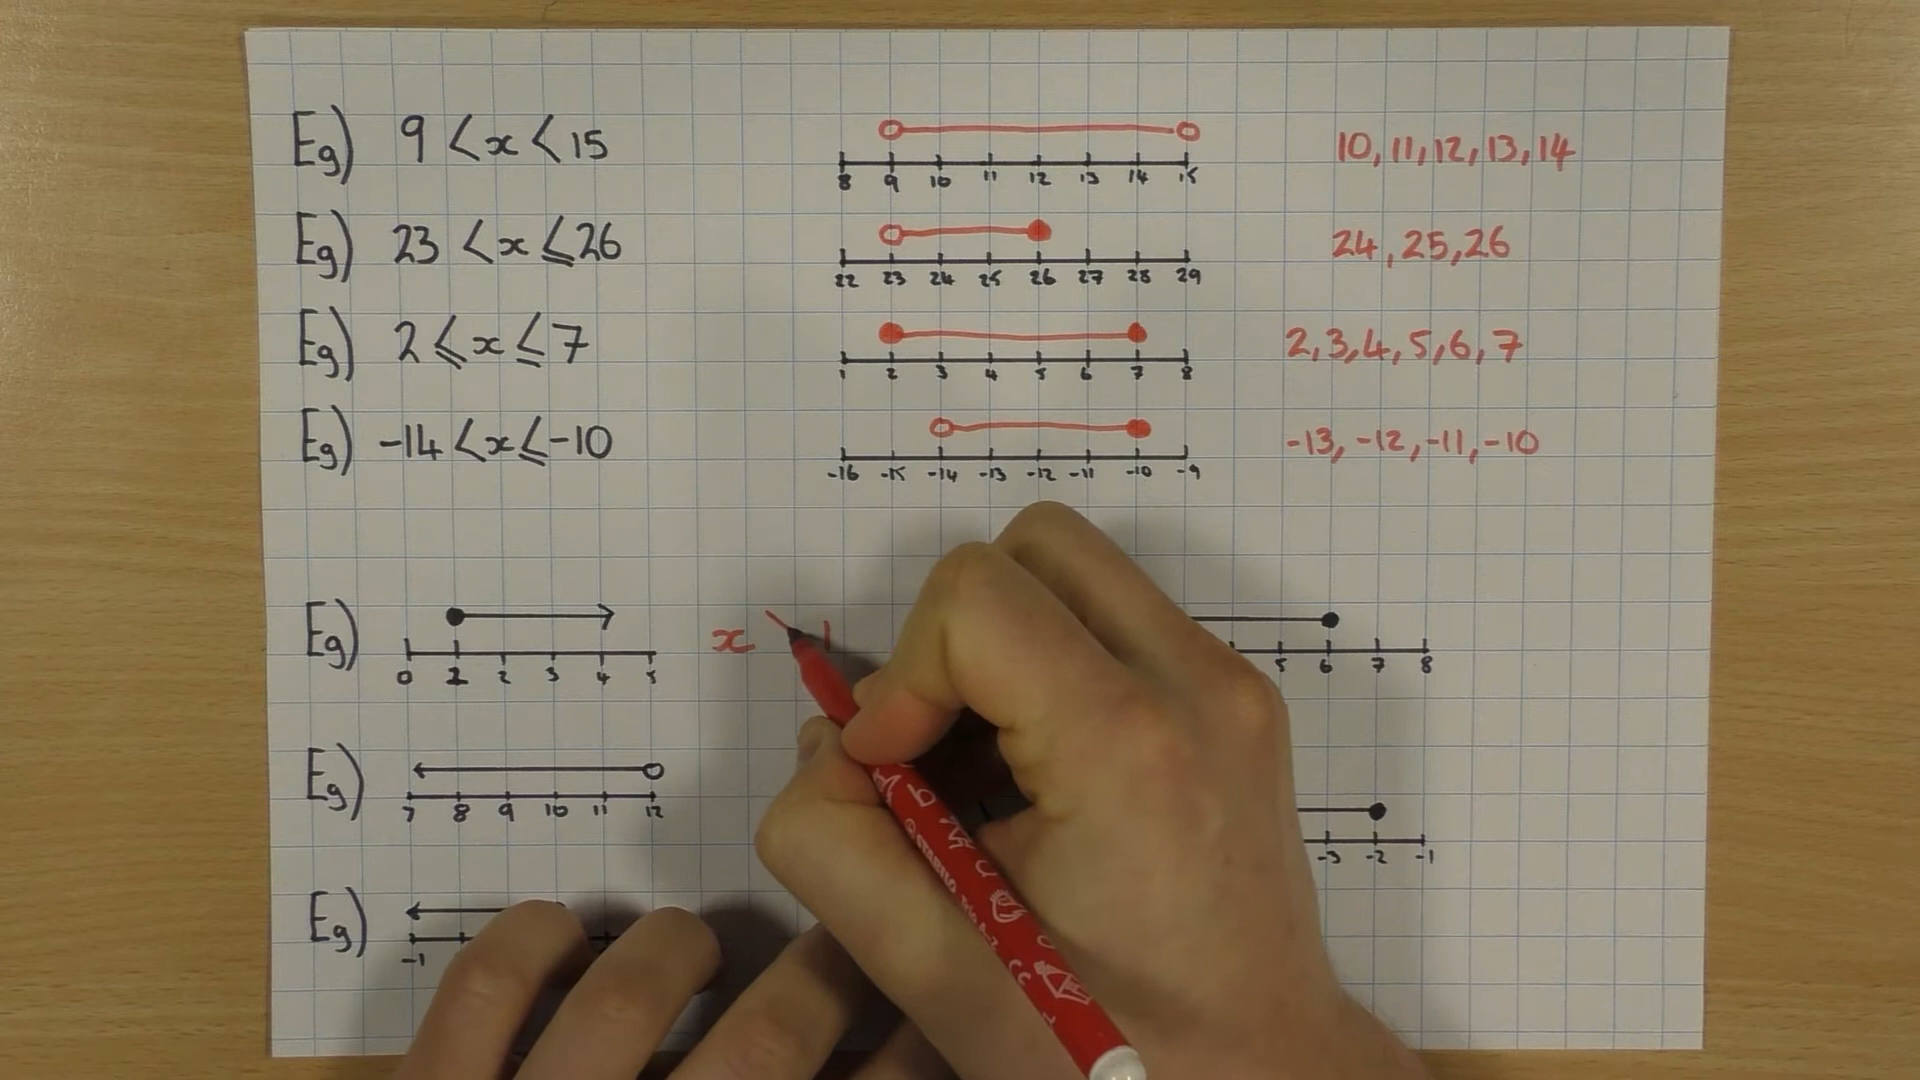 Eg) 9 < x < 15
8 9 10 11 12 13 14 15
10, 11, 12, 13, 14
Eg) 23 < x ≤ 26
22 23 24 25 26 27 28 29
24, 25, 26
Eg) 2 ≤ x ≤ 7
1 2 3 4 5 6 7 8
2, 3, 4, 5, 6, 7
Eg) -14 < x ≤ -10
-16 -15 -14 -13 -12 -11 -10 -9
-13, -12, -11, -10
Eg)
0 1 2 3 4 5
x 1
5 6 7 8
Eg)
7 8 9 10 11 12
-3 -2 -1
Eg)
-1
STABILO